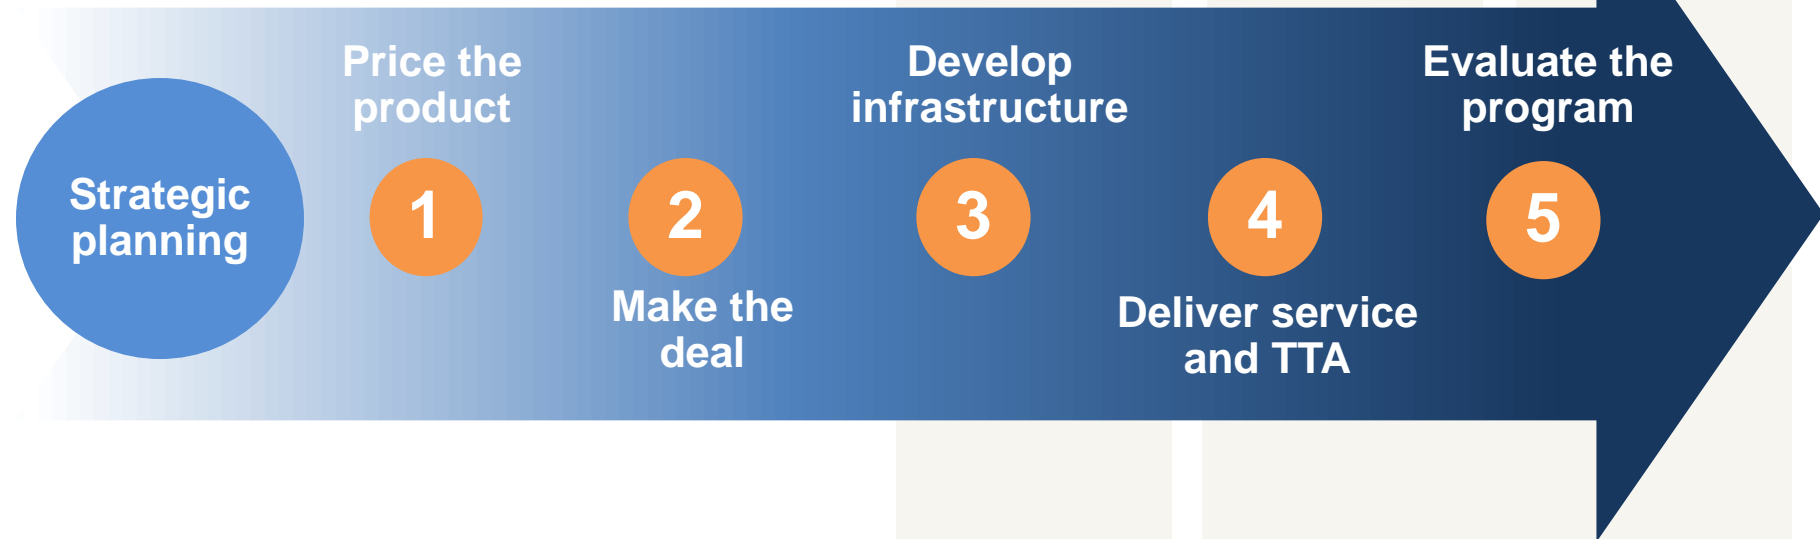 Strategic
planning
Price the
product
1
2
Make the
deal
Develop
infrastructure
3
4
Deliver service
and TTA
Evaluate the
program
5